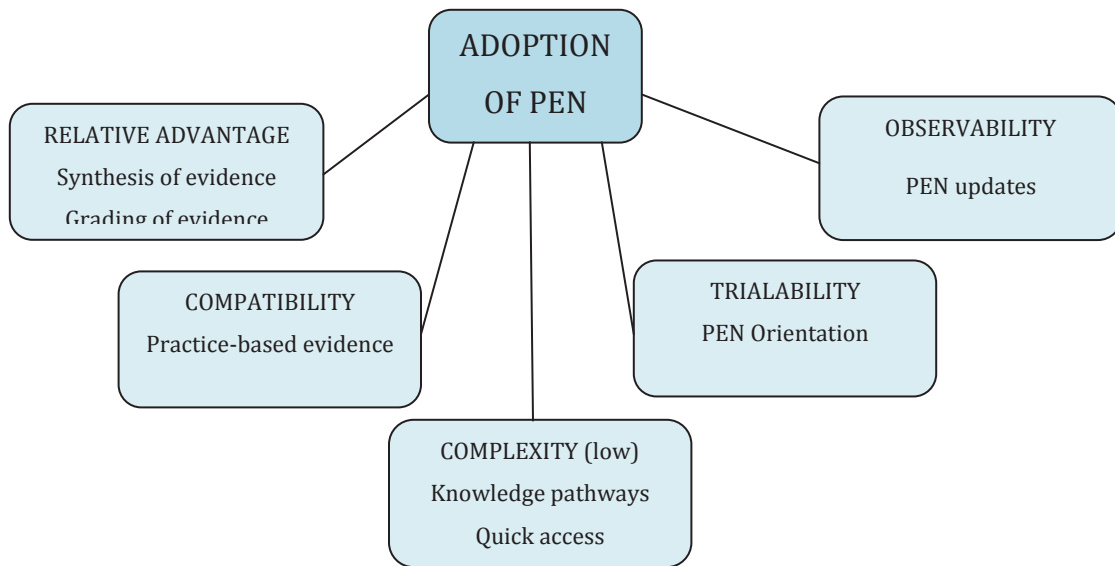 ADOPTION
OF PEN
RELATIVE ADVANTAGE
Synthesis of evidence
Grading of evidence
COMPATIBILITY
Practice-based evidence
COMPLEXITY (low)
Knowledge pathways
Quick access
TRIALABILITY
PEN Orientation
OBSERVABILITY
PEN updates